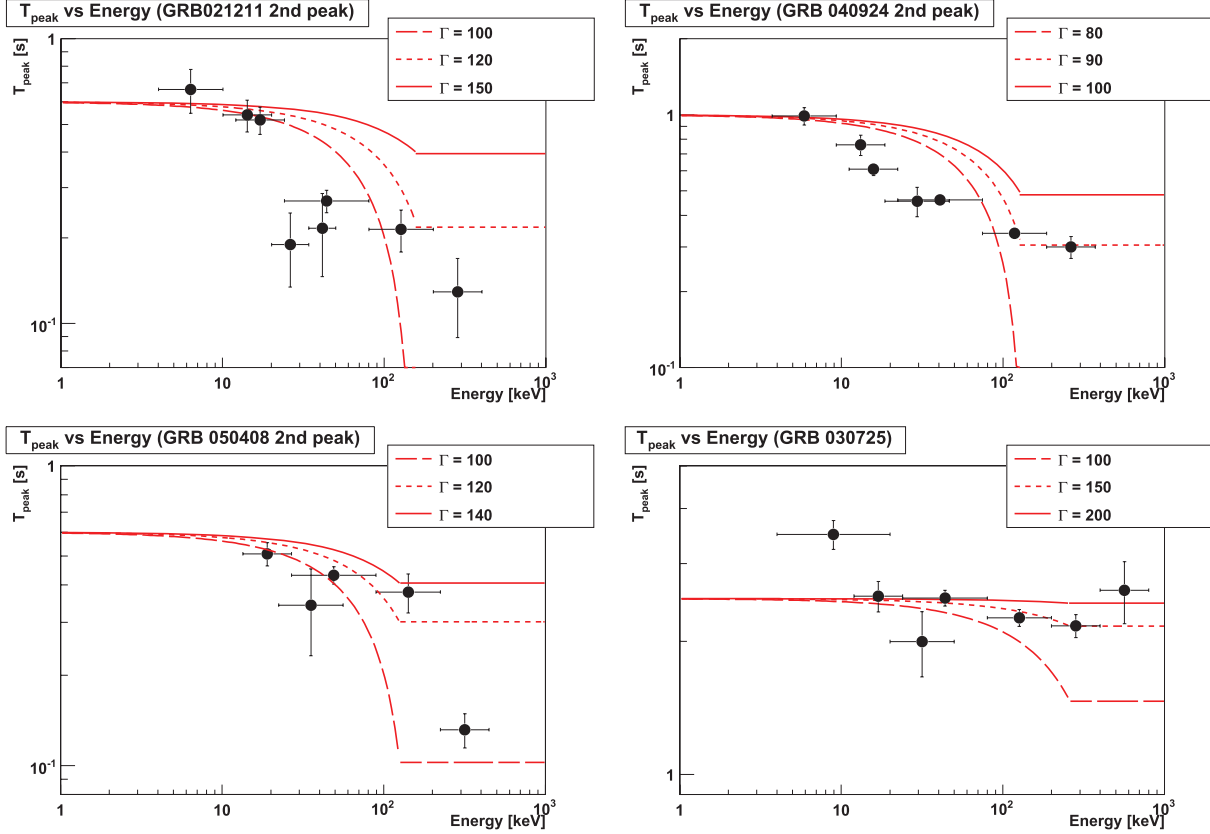 T_peak vs Energy (GRB021211 2nd peak)
T_peak [s]
Γ = 100
Γ = 120
Γ = 150
10^-1
1 10 10^2 10^3
Energy [keV]
T_peak vs Energy (GRB 040924 2nd peak)
T_peak [s]
Γ = 80
Γ = 90
Γ = 100
1
10^-1
1 10 10^2 10^3
Energy [keV]
T_peak vs Energy (GRB 050408 2nd peak)
T_peak [s]
Γ = 100
Γ = 120
Γ = 140
1
10^-1
1 10 10^2 10^3
Energy [keV]
T_peak vs Energy (GRB 030725)
T_peak [s]
Γ = 100
Γ = 150
Γ = 200
1
1 10 10^2 10^3
Energy [keV]